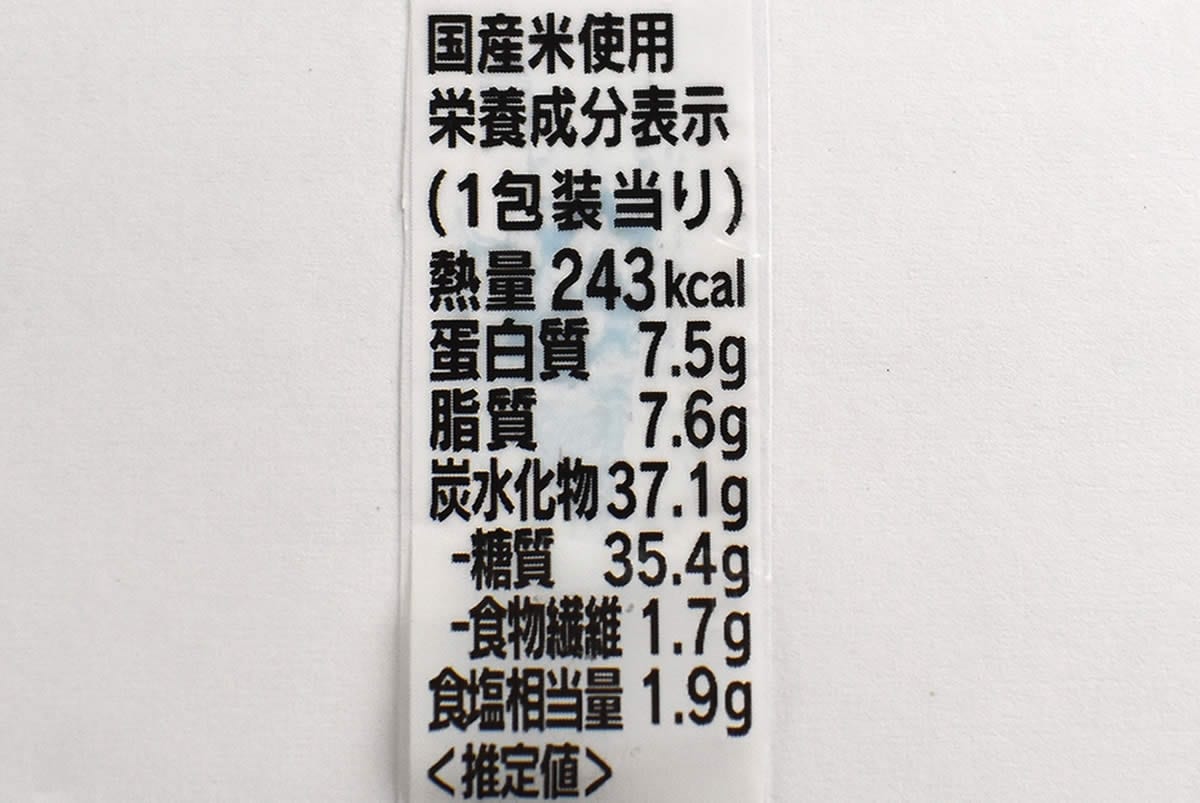 国産米使用
栄養成分表示
(1包装当り)
熱量 243kcal
蛋白質 7.5g
脂質 7.6g
炭水化物 37.1g
-糖質 35.4g
-食物繊維 1.7g
食塩相当量 1.9g
<推定値>